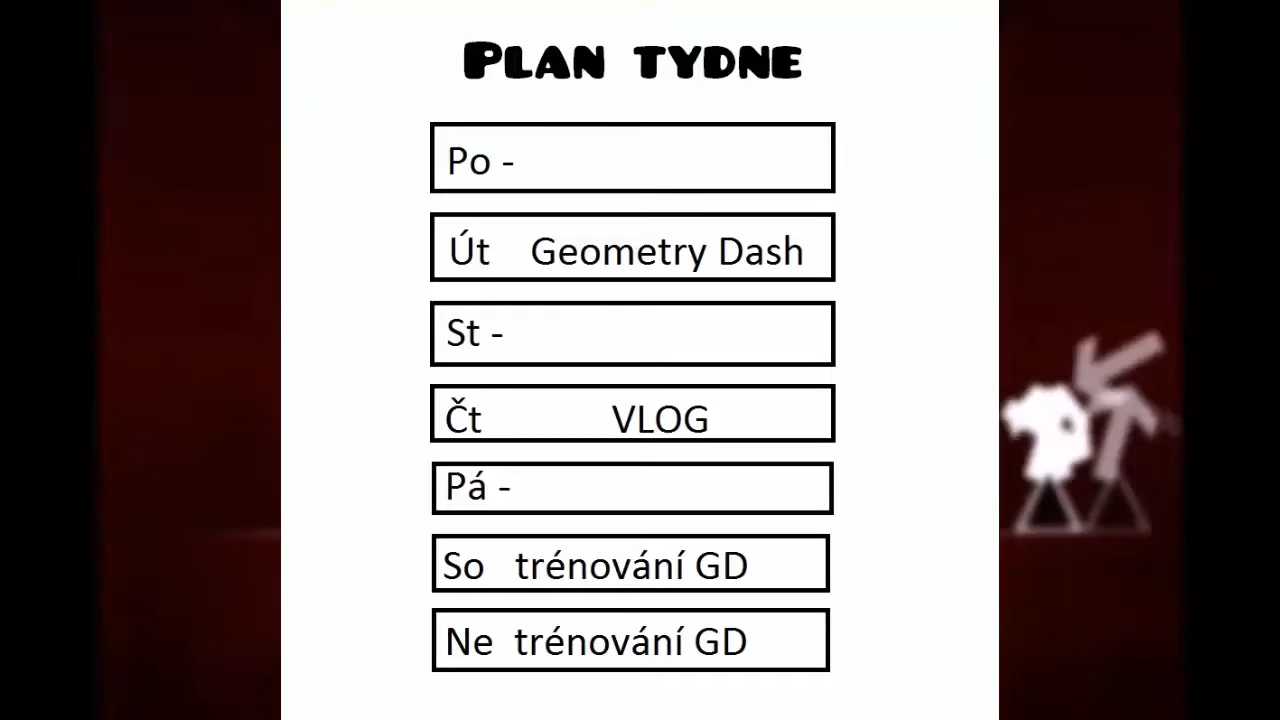 PLAN TYDNE
Po -
Út Geometry Dash
St -
Čt VLOG
Pá -
So trénování GD
Ne trénování GD